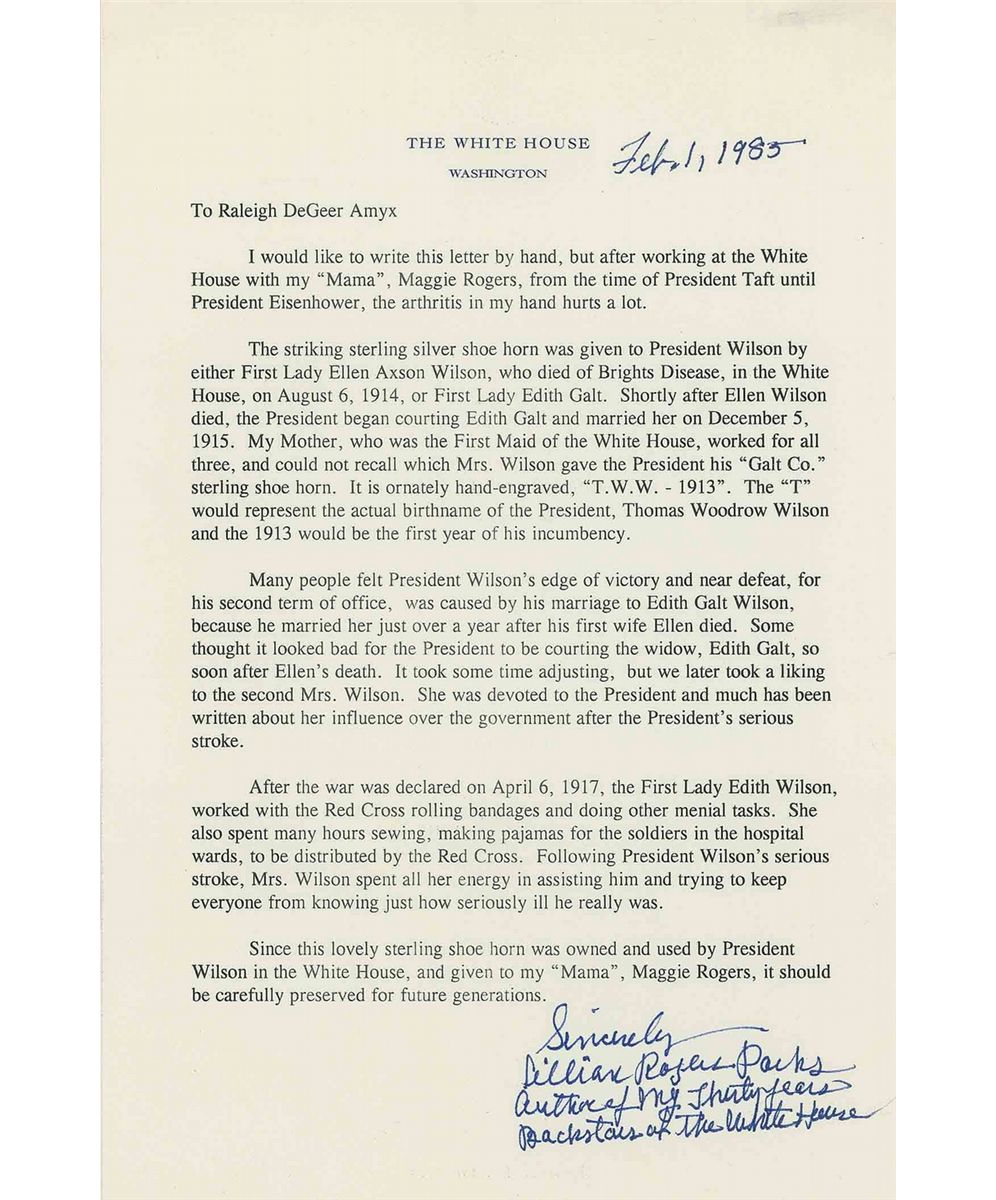 THE WHITE HOUSE
WASHINGTON
Feb. 1, 1985
To Raleigh DeGeer Amyx
I would like to write this letter by hand, but after working at the White
House with my “Mama”, Maggie Rogers, from the time of President Taft until
President Eisenhower, the arthritis in my hand hurts a lot.
The striking sterling silver shoe horn was given to President Wilson by
either First Lady Ellen Axson Wilson, who died of Brights Disease, in the White
House, on August 6, 1914, or First Lady Edith Galt. Shortly after Ellen Wilson
died, the President began courting Edith Galt and married her on December 5,
1915. My Mother, who was the First Maid of the White House, worked for all
three, and could not recall which Mrs. Wilson gave the President his “Galt Co.”
sterling shoe horn. It is ornately hand-engraved, “T.W.W. - 1913”. The “T”
would represent the actual birthname of the President, Thomas Woodrow Wilson
and the 1913 would be the first year of his incumbency.
Many people felt President Wilson’s edge of victory and near defeat, for
his second term of office, was caused by his marriage to Edith Galt Wilson,
because he married her just over a year after his first wife Ellen died. Some
thought it looked bad for the President to be courting the widow, Edith Galt, so
soon after Ellen’s death. It took some time adjusting, but we later took a liking
to the second Mrs. Wilson. She was devoted to the President and much has been
written about her influence over the government after the President’s serious
stroke.
After the war was declared on April 6, 1917, the First Lady Edith Wilson,
worked with the Red Cross rolling bandages and doing other menial tasks. She
also spent many hours sewing, making pajamas for the soldiers in the hospital
wards, to be distributed by the Red Cross. Following President Wilson’s serious
stroke, Mrs. Wilson spent all her energy in assisting him and trying to keep
everyone from knowing just how seriously ill he really was.
Since this lovely sterling shoe horn was owned and used by President
Wilson in the White House, and given to my “Mama”, Maggie Rogers, it should
be carefully preserved for future generations.
Sincerely
Lillian Rogers Parks
Author of My Thirty Years
Backstairs at The White House